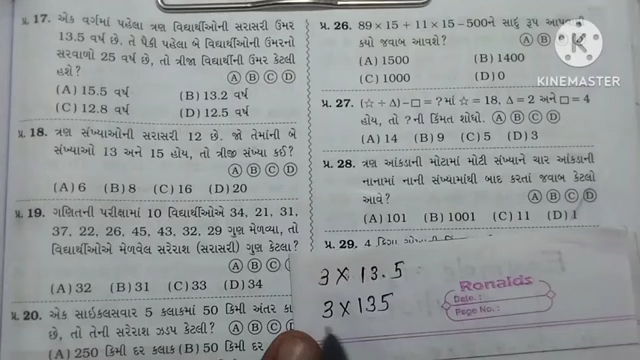 પ્ર. 17. એક વર્ગમાં પહેલા ત્રણ વિદ્યાર્થીઓની સરાસરી ઉંમર
13.5 વર્ષ છે. તે પૈકી પહેલા બે વિદ્યાર્થીઓની ઉંમરનો
સરવાળો 25 વર્ષ છે, તો ત્રીજા વિદ્યાર્થીની ઉંમર કેટલી
હશે? Ⓐ Ⓑ Ⓒ Ⓓ
(A) 15.5 વર્ષ (B) 13.2 વર્ષ
(C) 12.8 વર્ષ (D) 12.5 વર્ષ
પ્ર. 18. ત્રણ સંખ્યાઓની સરાસરી 12 છે. જો તેમાંની બે
સંખ્યાઓ 13 અને 15 હોય, તો ત્રીજી સંખ્યા કઈ?
Ⓐ Ⓑ Ⓒ Ⓓ
(A) 6 (B) 8 (C) 16 (D) 20
પ્ર. 19. ગણિતની પરીક્ષામાં 10 વિદ્યાર્થીઓએ 34, 21, 31,
37, 22, 26, 45, 43, 32, 29 ગુણ મેળવ્યા, તો
વિદ્યાર્થીઓએ મેળવેલ સરેરાશ (સરાસરી) ગુણ કેટલા?
Ⓐ Ⓑ Ⓒ
(A) 32 (B) 31 (C) 33 (D) 34
પ્ર. 20. એક સાઇકલસવાર 5 કલાકમાં 50 કિમી અંતર
છે, તો તેની સરેરાશ ઝડપ કેટલી? Ⓐ Ⓑ Ⓒ
(A) 250 કિમી દર કલાક (B) 50 કિમી દર
પ્ર. 26. 89 × 15 + 11 × 15 – 500ને સાદું રૂપ
કયો જવાબ આવશે? Ⓐ Ⓑ
(A) 1500 (B) 1400
(C) 1000 (D) 0
KINEMASTER
પ્ર. 27. (☆ ÷ Δ) – □ = ? માં ☆ = 18, Δ = 2 અને □ = 4
હોય, તો ? ની કિંમત શોધો. Ⓐ Ⓑ Ⓒ Ⓓ
(A) 14 (B) 9 (C) 5 (D) 3
પ્ર. 28. ત્રણ આંકડાની મોટામાં મોટી સંખ્યાને ચાર આંકડાની
નાનામાં નાની સંખ્યામાંથી બાદ કરતાં જવાબ કેટલો
આવે? Ⓐ Ⓑ Ⓒ Ⓓ
(A) 101 (B) 1001 (C) 11 (D) 1
પ્ર. 29. 4
3 × 13.5
3 × 135
Ronalds
Date. :
Page No. :